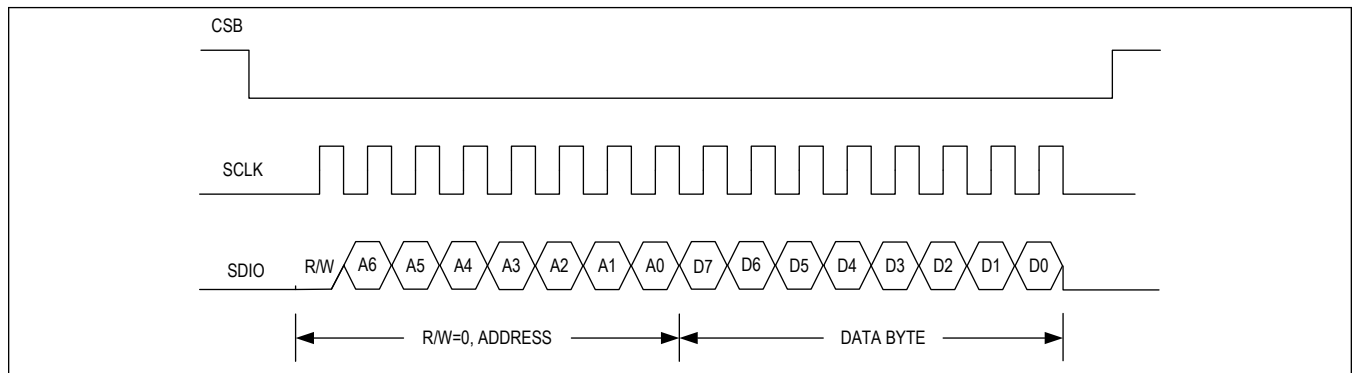 CSB
SCLK
SDIO R/W A6 A5 A4 A3 A2 A1 A0 D7 D6 D5 D4 D3 D2 D1 D0
R/W=0, ADDRESS DATA BYTE